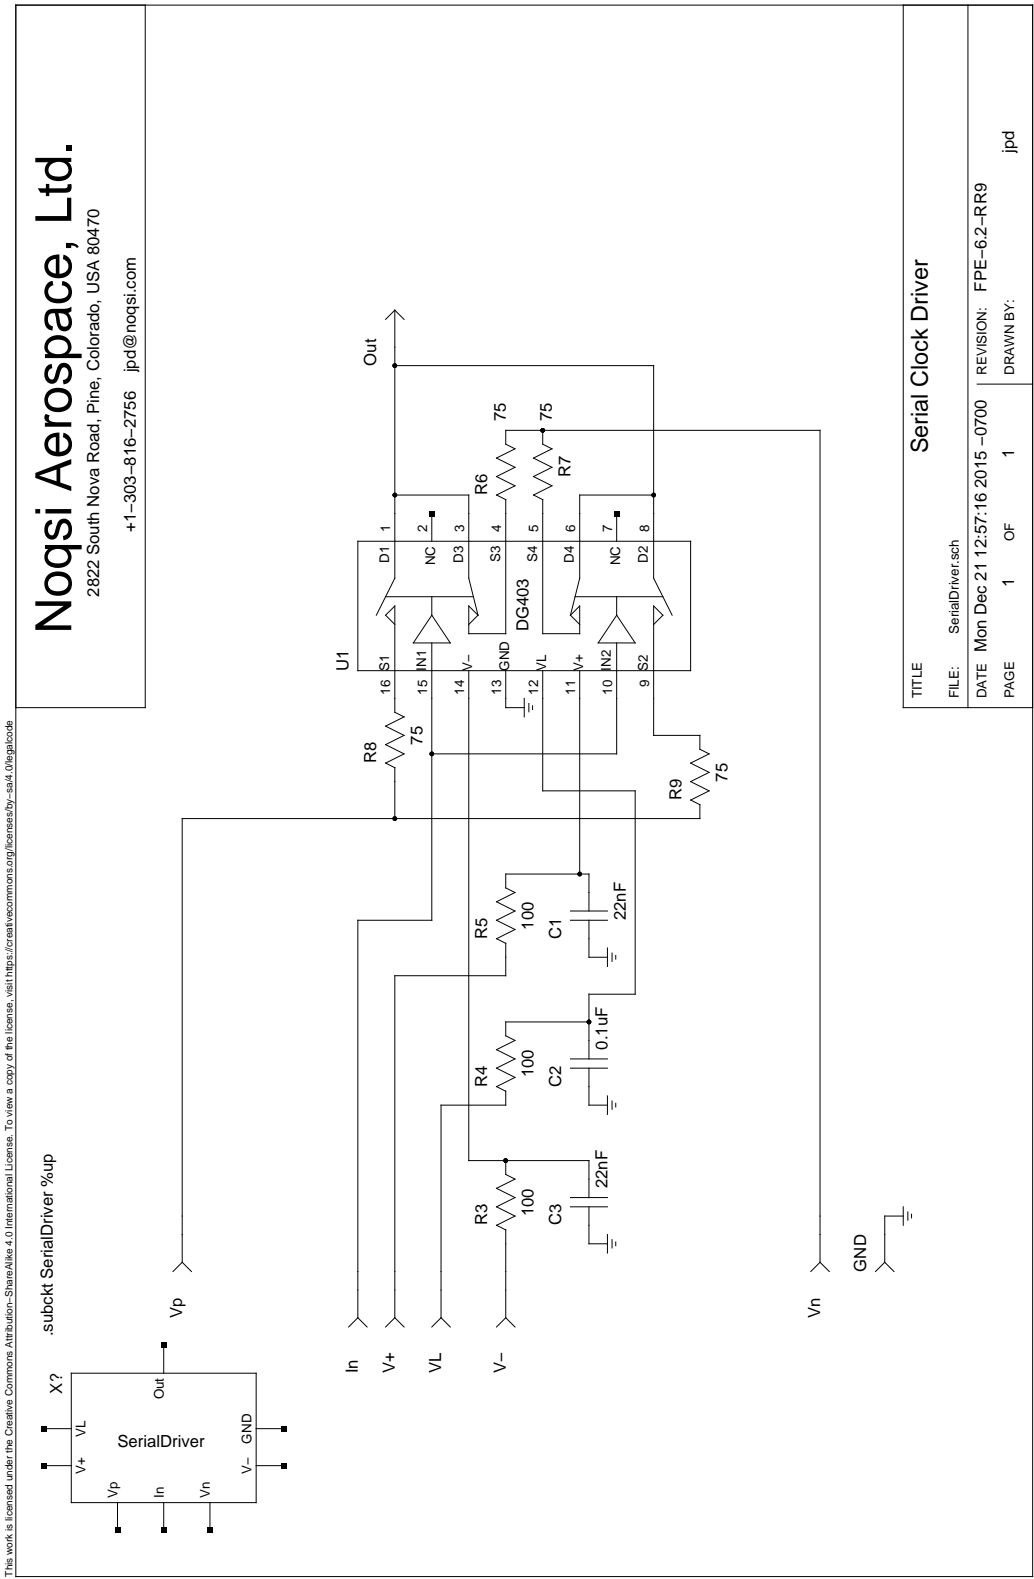 This work is licensed under the Creative Commons Attribution−ShareAlike 4.0 International License. To view a copy of the license, visit https://creativecommons.org/licenses/by−sa/4.0/legalcode
Noqsi Aerospace, Ltd.
2822 South Nova Road, Pine, Colorado, USA 80470
+1−303−816−2756 jpd@noqsi.com
.subckt SerialDriver %up
X?
V+
VL
Vp
In
Vn
SerialDriver
Out
V−
GND
Vp
In
V+
VL
V−
Vn
GND
R3
100
C3
22nF
R4
100
C2
0.1uF
R5
100
C1
22nF
R8
75
R9
75
U1
DG403
16
S1
15
IN1
14
V−
13
GND
12
VL
11
V+
10
IN2
9
S2
D1
1
NC
2
D3
3
S3
4
S4
5
D4
6
NC
7
D2
8
R6
75
R7
75
Out
TITLE
Serial Clock Driver
FILE: SerialDriver.sch
DATE Mon Dec 21 12:57:16 2015 −0700
REVISION: FPE−6.2−RR9
PAGE 1 OF 1
DRAWN BY: jpd